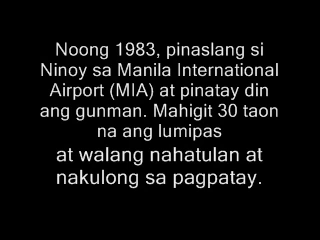 Noong 1983, pinaslang si
Ninoy sa Manila International
Airport (MIA) at pinatay din
ang gunman. Mahigit 30 taon
na ang lumipas
at walang nahatulan at
nakulong sa pagpatay.